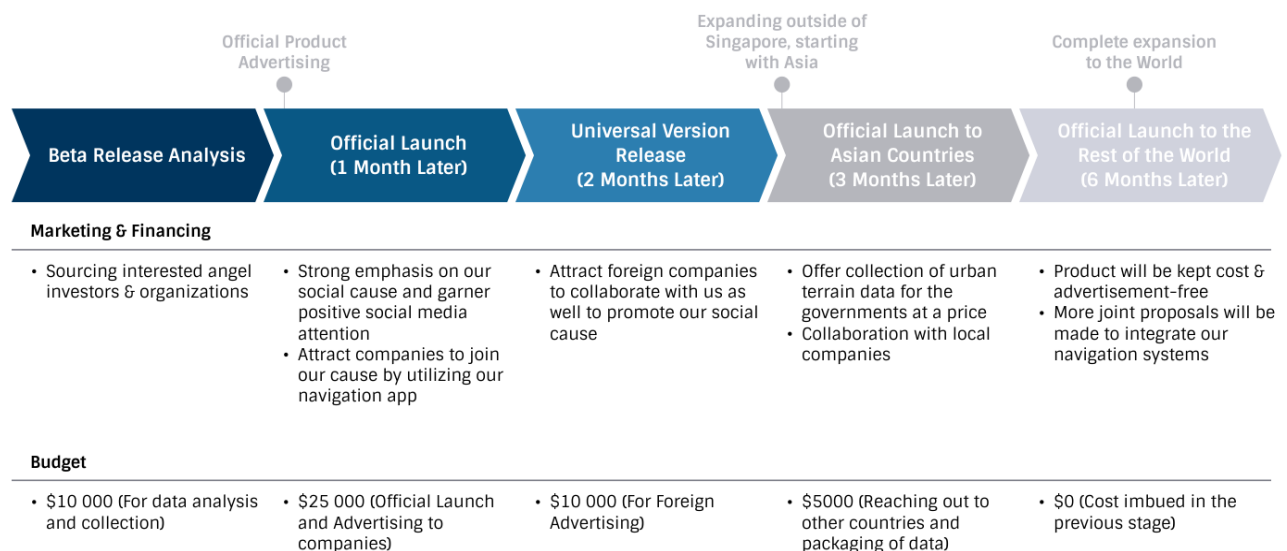 Official Product
Advertising
Expanding outside of
Singapore, starting
with Asia
Complete expansion
to the World
Beta Release Analysis
Official Launch
(1 Month Later)
Universal Version
Release
(2 Months Later)
Official Launch to
Asian Countries
(3 Months Later)
Official Launch to the
Rest of the World
(6 Months Later)
Marketing & Financing
• Sourcing interested angel
investors & organizations
• Strong emphasis on our
social cause and garner
positive social media
attention
• Attract companies to join
our cause by utilizing our
navigation app
• Attract foreign companies
to collaborate with us as
well to promote our social
cause
• Offer collection of urban
terrain data for the
governments at a price
• Collaboration with local
companies
• Product will be kept cost &
advertisement-free
• More joint proposals will be
made to integrate our
navigation systems
Budget
• $10 000 (For data analysis
and collection)
• $25 000 (Official Launch
and Advertising to
companies)
• $10 000 (For Foreign
Advertising)
• $5000 (Reaching out to
other countries and
packaging of data)
• $0 (Cost imbued in the
previous stage)